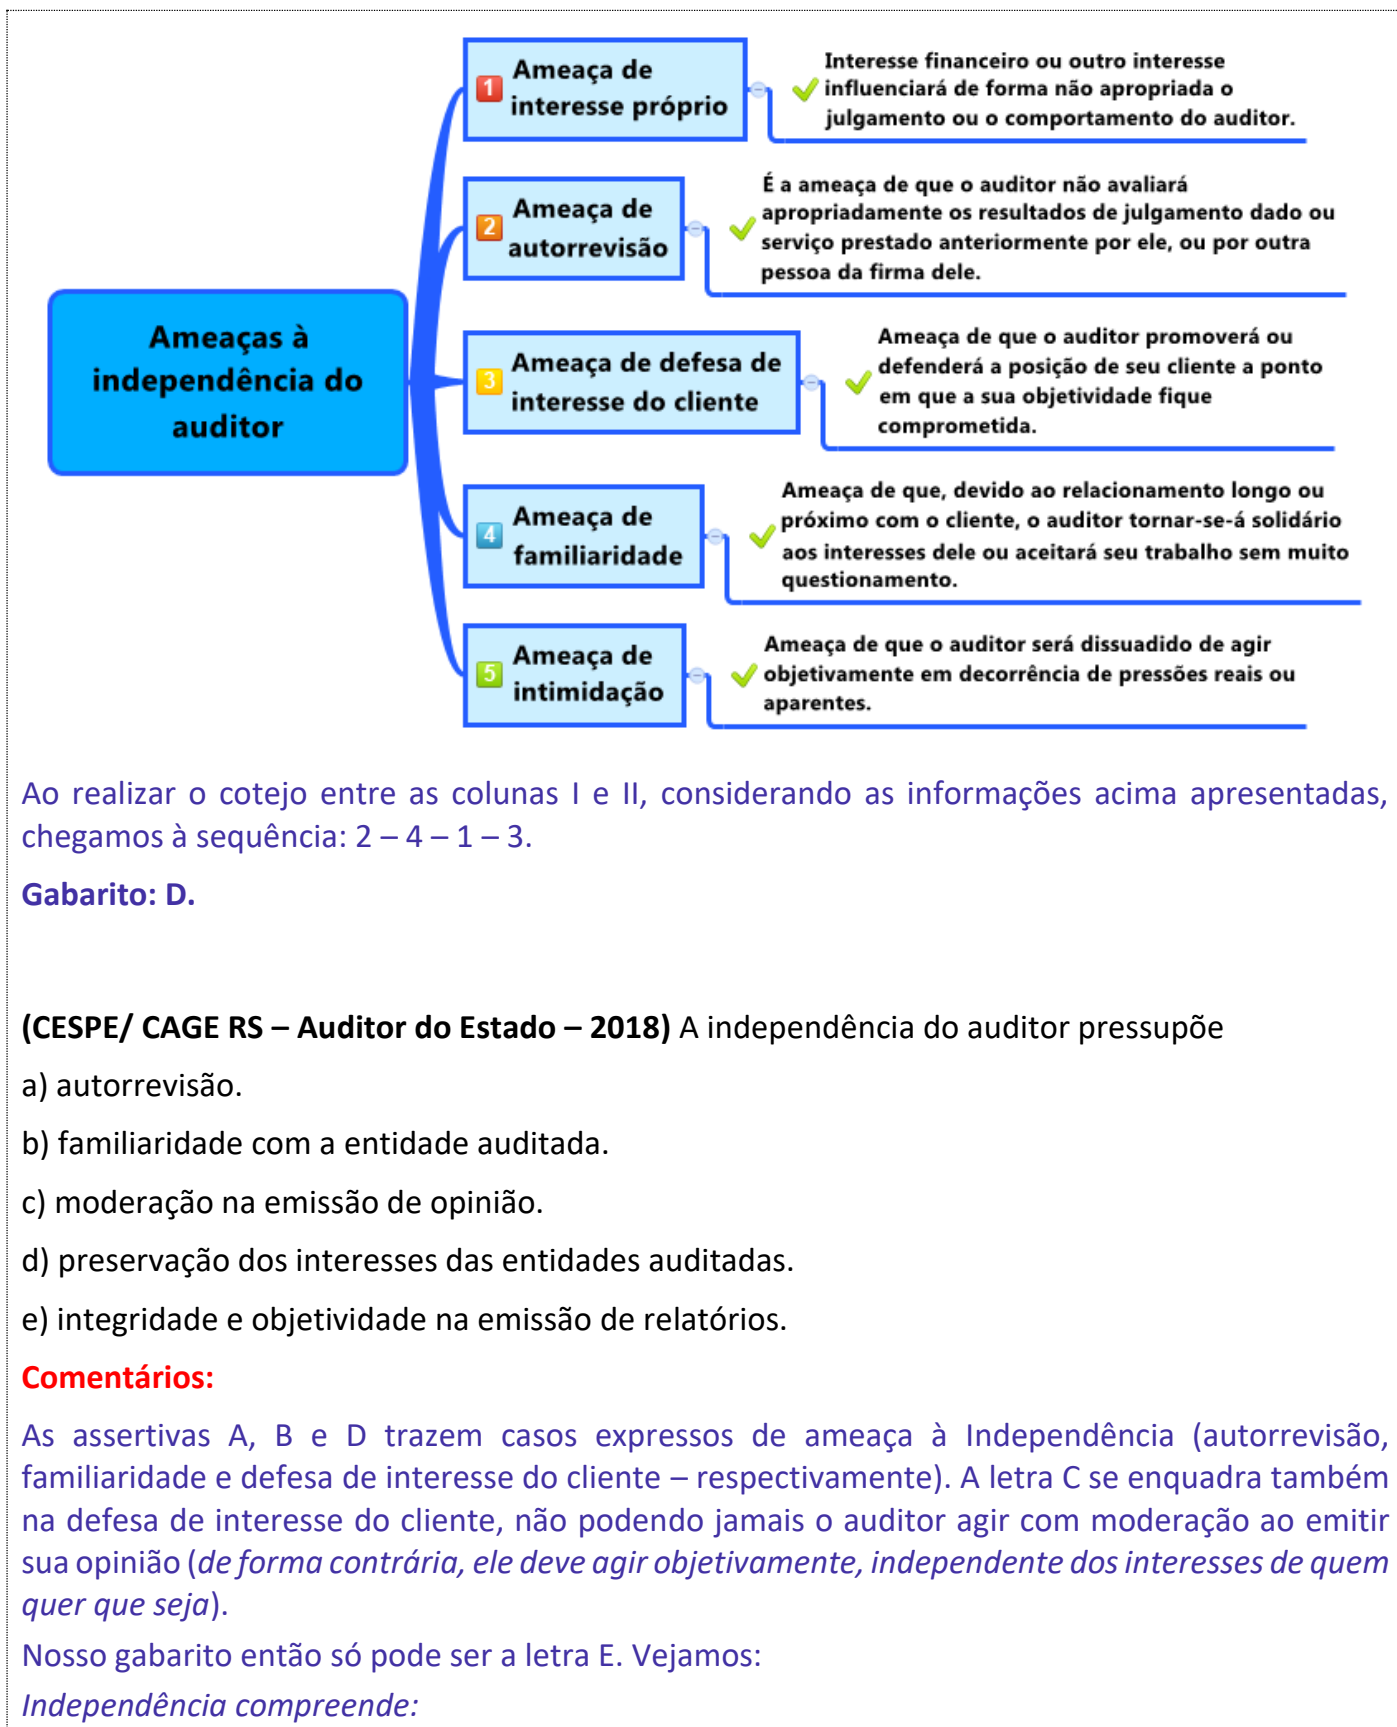 Ameaças à
independência do
auditor
1 Ameaça de
interesse próprio
Interesse financeiro ou outro interesse
influenciará de forma não apropriada o
julgamento ou o comportamento do auditor.
2 Ameaça de
autorrevisão
É a ameaça de que o auditor não avaliará
apropriadamente os resultados de julgamento dado ou
serviço prestado anteriormente por ele, ou por outra
pessoa da firma dele.
3 Ameaça de defesa de
interesse do cliente
Ameaça de que o auditor promoverá ou
defenderá a posição de seu cliente a ponto
em que a sua objetividade fique
comprometida.
4 Ameaça de
familiaridade
Ameaça de que, devido ao relacionamento longo ou
próximo com o cliente, o auditor tornar-se-á solidário
aos interesses dele ou aceitará seu trabalho sem muito
questionamento.
5 Ameaça de
intimidação
Ameaça de que o auditor será dissuadido de agir
objetivamente em decorrência de pressões reais ou
aparentes.
Ao realizar o cotejo entre as colunas I e II, considerando as informações acima apresentadas,
chegamos à sequência: 2 – 4 – 1 – 3.
Gabarito: D.
(CESPE/ CAGE RS – Auditor do Estado – 2018) A independência do auditor pressupõe
a) autorrevisão.
b) familiaridade com a entidade auditada.
c) moderação na emissão de opinião.
d) preservação dos interesses das entidades auditadas.
e) integridade e objetividade na emissão de relatórios.
Comentários:
As assertivas A, B e D trazem casos expressos de ameaça à Independência (autorrevisão,
familiaridade e defesa de interesse do cliente – respectivamente). A letra C se enquadra também
na defesa de interesse do cliente, não podendo jamais o auditor agir com moderação ao emitir
sua opinião (de forma contrária, ele deve agir objetivamente, independente dos interesses de quem
quer que seja).
Nosso gabarito então só pode ser a letra E. Vejamos:
Independência compreende: